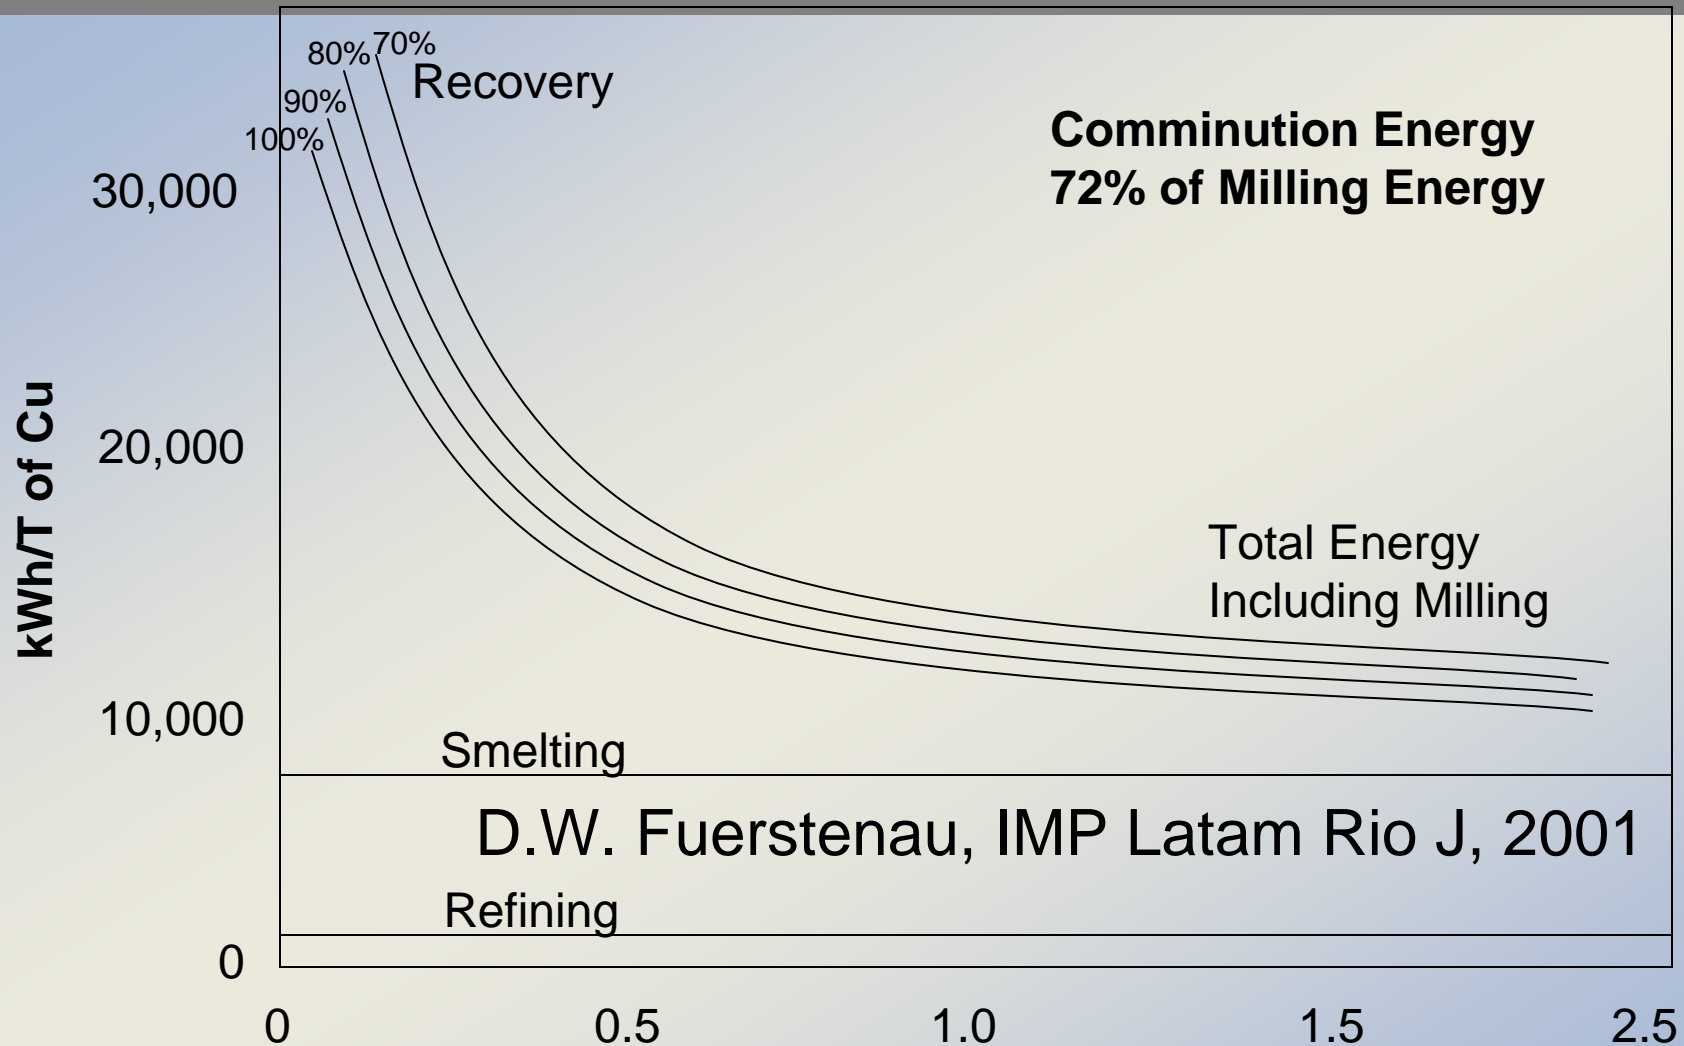 80% 70%
Recovery
90%
100%
Comminution Energy
72% of Milling Energy
30,000
20,000
kWh/T of Cu
Total Energy
Including Milling
10,000
Smelting
D.W. Fuerstenau, IMP Latam Rio J, 2001
Refining
0
0 0.5 1.0 1.5 2.5